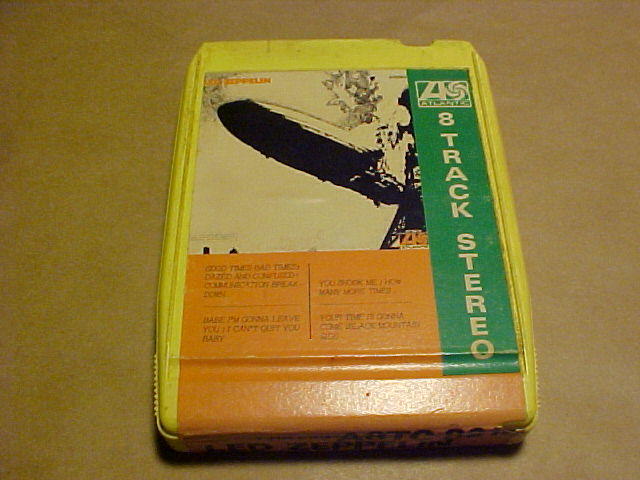 LED ZEPPELIN
ATLANTIC
8 TRACK STEREO
GOOD TIMES BAD TIMES;
DAZED AND CONFUSED;
COMMUNICATION BREAK-
DOWN
YOU SHOOK ME; HOW
MANY MORE TIMES
BABE I'M GONNA LEAVE
YOU; I CAN'T QUIT YOU
BABY
YOUR TIME IS GONNA
COME; BLACK MOUNTAIN
SIDE
LED ZEPPELIN